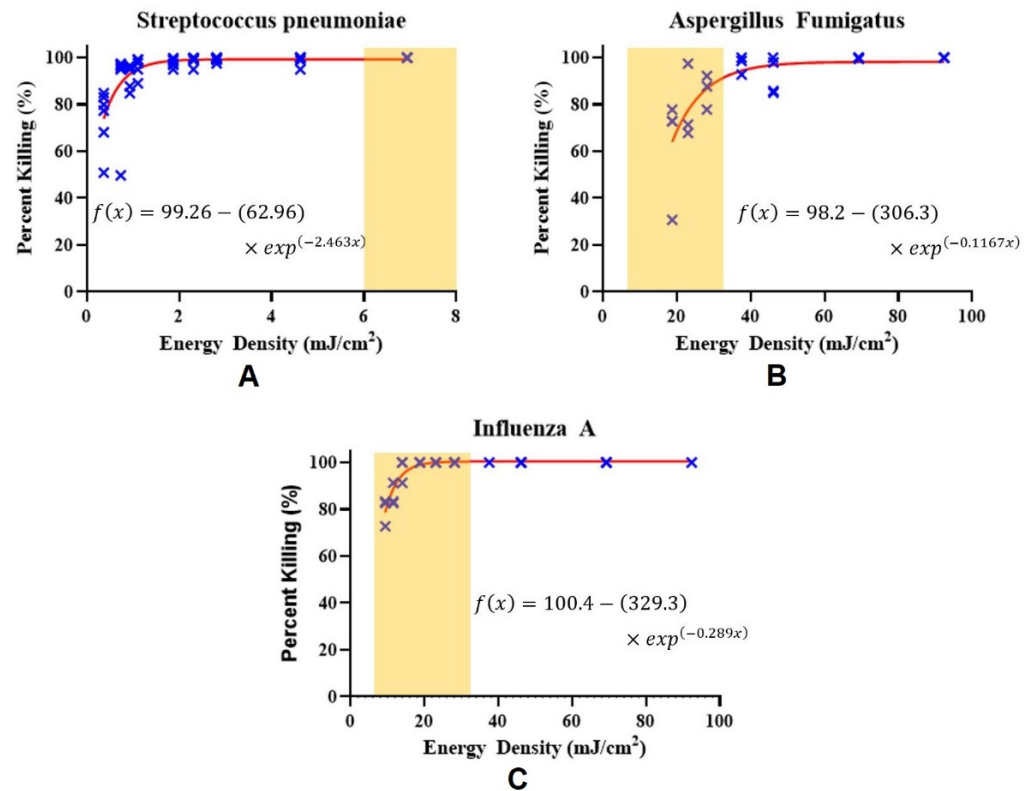 Streptococcus pneumoniae
Percent Killing (%)
100
80
60
40
20
0
f(x) = 99.26 − (62.96)
× exp^(−2.463x)
0 2 4 6 8
Energy Density (mJ/cm²)
A
Aspergillus Fumigatus
Percent Killing (%)
100
80
60
40
20
0
f(x) = 98.2 − (306.3)
× exp^(−0.1167x)
0 20 40 60 80 100
Energy Density (mJ/cm²)
B
Influenza A
Percent Killing (%)
100
80
60
40
20
0
f(x) = 100.4 − (329.3)
× exp^(−0.289x)
0 20 40 60 80 100
Energy Density (mJ/cm²)
C